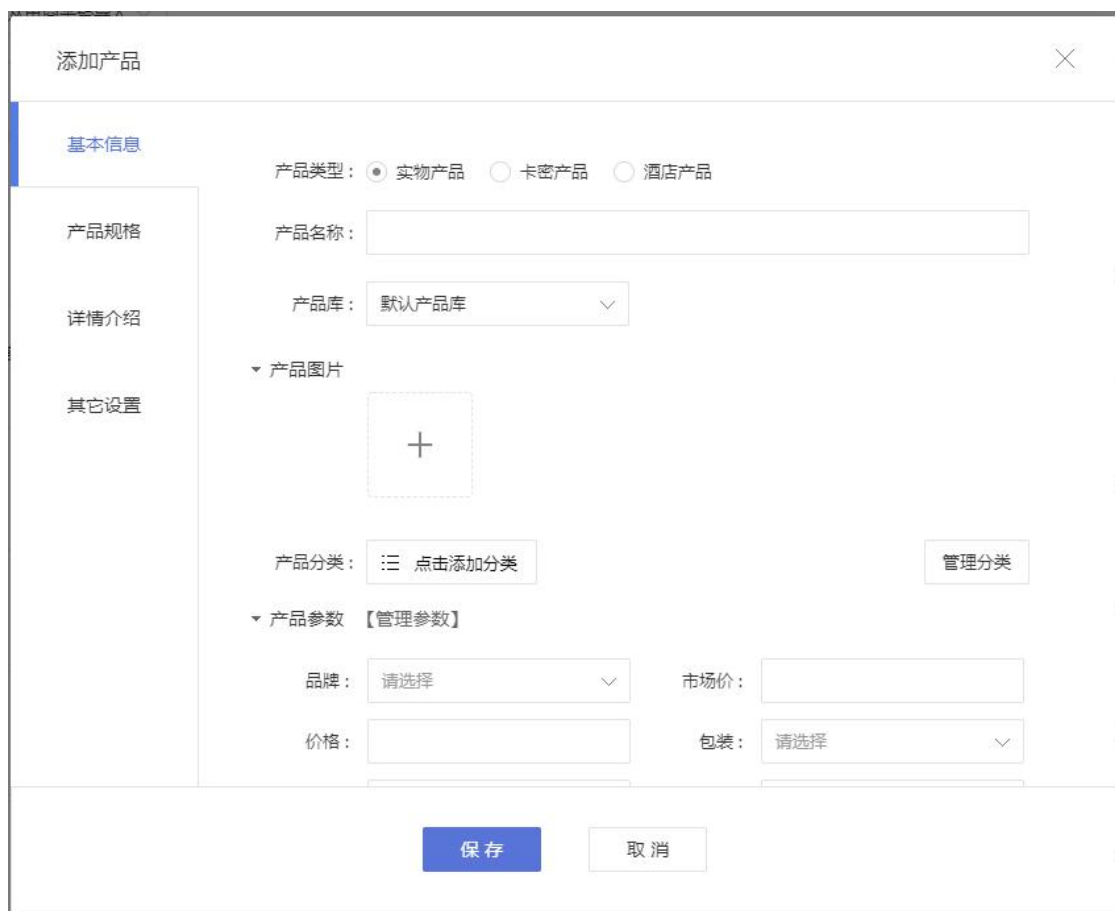 添加产品
基本信息
产品类型： 实物产品 卡密产品 酒店产品
产品规格
产品名称：
产品库： 默认产品库
详情介绍
产品图片
其它设置
产品分类： 点击添加分类 管理分类
产品参数 【管理参数】
品牌： 请选择 市场价：
价格： 包装： 请选择
保存 取消